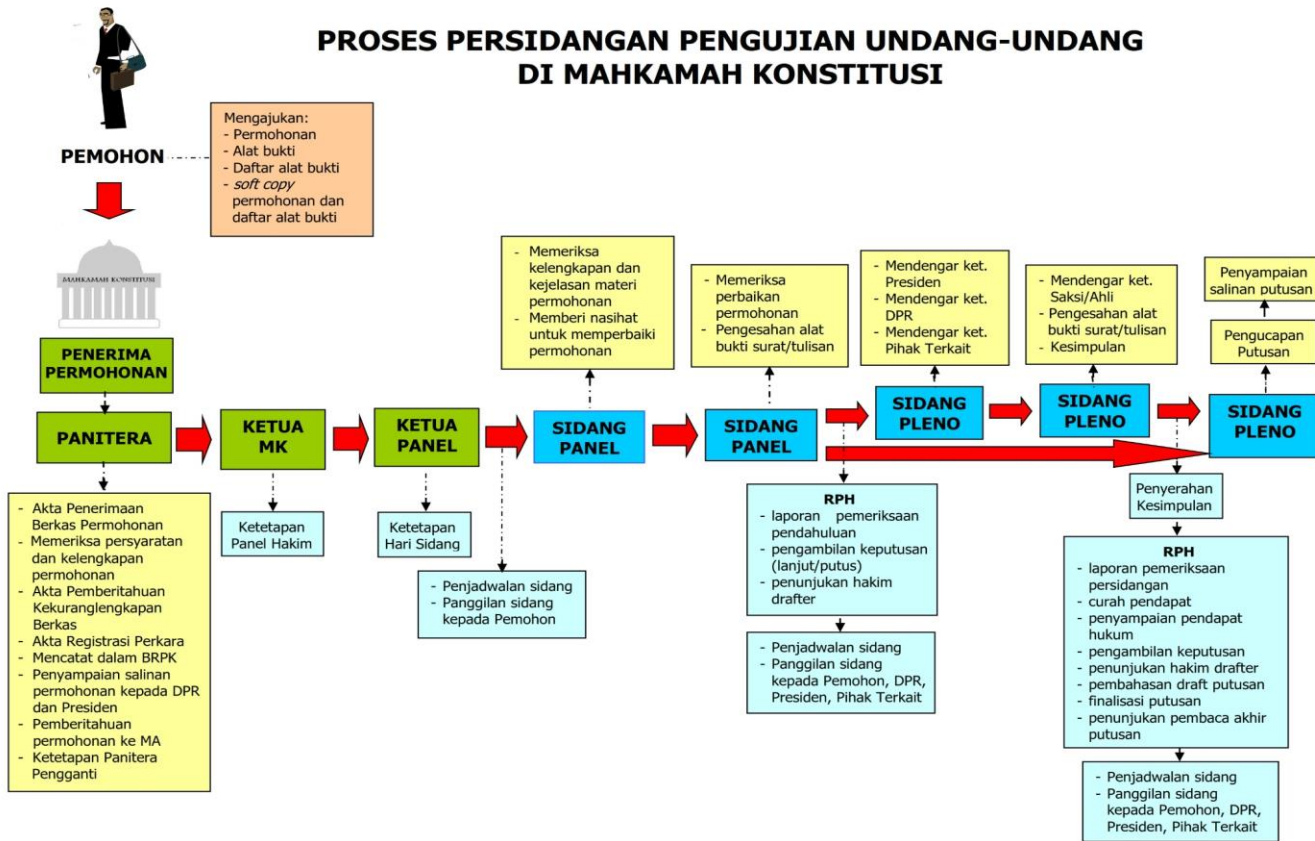 PROSES PERSIDANGAN PENGUJIAN UNDANG-UNDANG
DI MAHKAMAH KONSTITUSI
PEMOHON
Mengajukan:
- Permohonan
- Alat bukti
- Daftar alat bukti
- soft copy
permohonan dan
daftar alat bukti
MAHKAMAH KONSTITUSI
PENERIMA
PERMOHONAN
PANITERA
- Akta Penerimaan
Berkas Permohonan
- Memeriksa persyaratan
dan kelengkapan
permohonan
- Akta Pemberitahuan
Kekuranglengkapan
Berkas
- Akta Registrasi Perkara
- Mencatat dalam BRPK
- Penyampaian salinan
permohonan kepada DPR
dan Presiden
- Pemberitahuan
permohonan ke MA
- Ketetapan Panitera
Pengganti
KETUA
MK
Ketetapan
Panel Hakim
KETUA
PANEL
Ketetapan
Hari Sidang
- Penjadwalan sidang
- Panggilan sidang
kepada Pemohon
- Memeriksa
kelengkapan dan
kejelasan materi
permohonan
- Memberi nasihat
untuk memperbaiki
permohonan
SIDANG
PANEL
- Memeriksa
perbaikan
permohonan
- Pengesahan alat
bukti surat/tulisan
SIDANG
PANEL
RPH
- laporan pemeriksaan
pendahuluan
- pengambilan keputusan
(lanjut/putus)
- penunjukan hakim
drafter
- Penjadwalan sidang
- Panggilan sidang
kepada Pemohon, DPR,
Presiden, Pihak Terkait
- Mendengar ket.
Presiden
- Mendengar ket.
DPR
- Mendengar ket.
Pihak Terkait
SIDANG
PLENO
- Mendengar ket.
Saksi/Ahli
- Pengesahan alat
bukti surat/tulisan
- Kesimpulan
SIDANG
PLENO
Penyerahan
Kesimpulan
RPH
- laporan pemeriksaan
persidangan
- curah pendapat
- penyampaian pendapat
hukum
- pengambilan keputusan
- penunjukan hakim drafter
- pembahasan draft putusan
- finalisasi putusan
- penunjukan pembaca akhir
putusan
- Penjadwalan sidang
- Panggilan sidang
kepada Pemohon, DPR,
Presiden, Pihak Terkait
Penyampaian
salinan putusan
Pengucapan
Putusan
SIDANG
PLENO